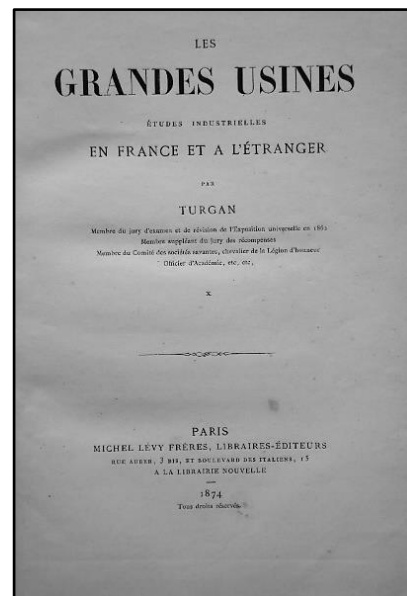 LES
GRANDES USINES
ÉTUDES INDUSTRIELLES
EN FRANCE ET A L'ÉTRANGER
PAR
TURGAN
Membre du jury d'examen et de révision de l'Exposition universelle en 1862
Membre suppléant du Jury des récompenses
Membre du Comité des sociétés savantes, chevalier de la Légion d'honneur
Officier d'Académie, etc, etc,
X
PARIS
MICHEL LÉVY FRÈRES, LIBRAIRES-ÉDITEURS
RUE AUBER, 3 BIS, ET BOULEVARD DES ITALIENS, 15
A LA LIBRAIRIE NOUVELLE
1874
Tous droits réservés.